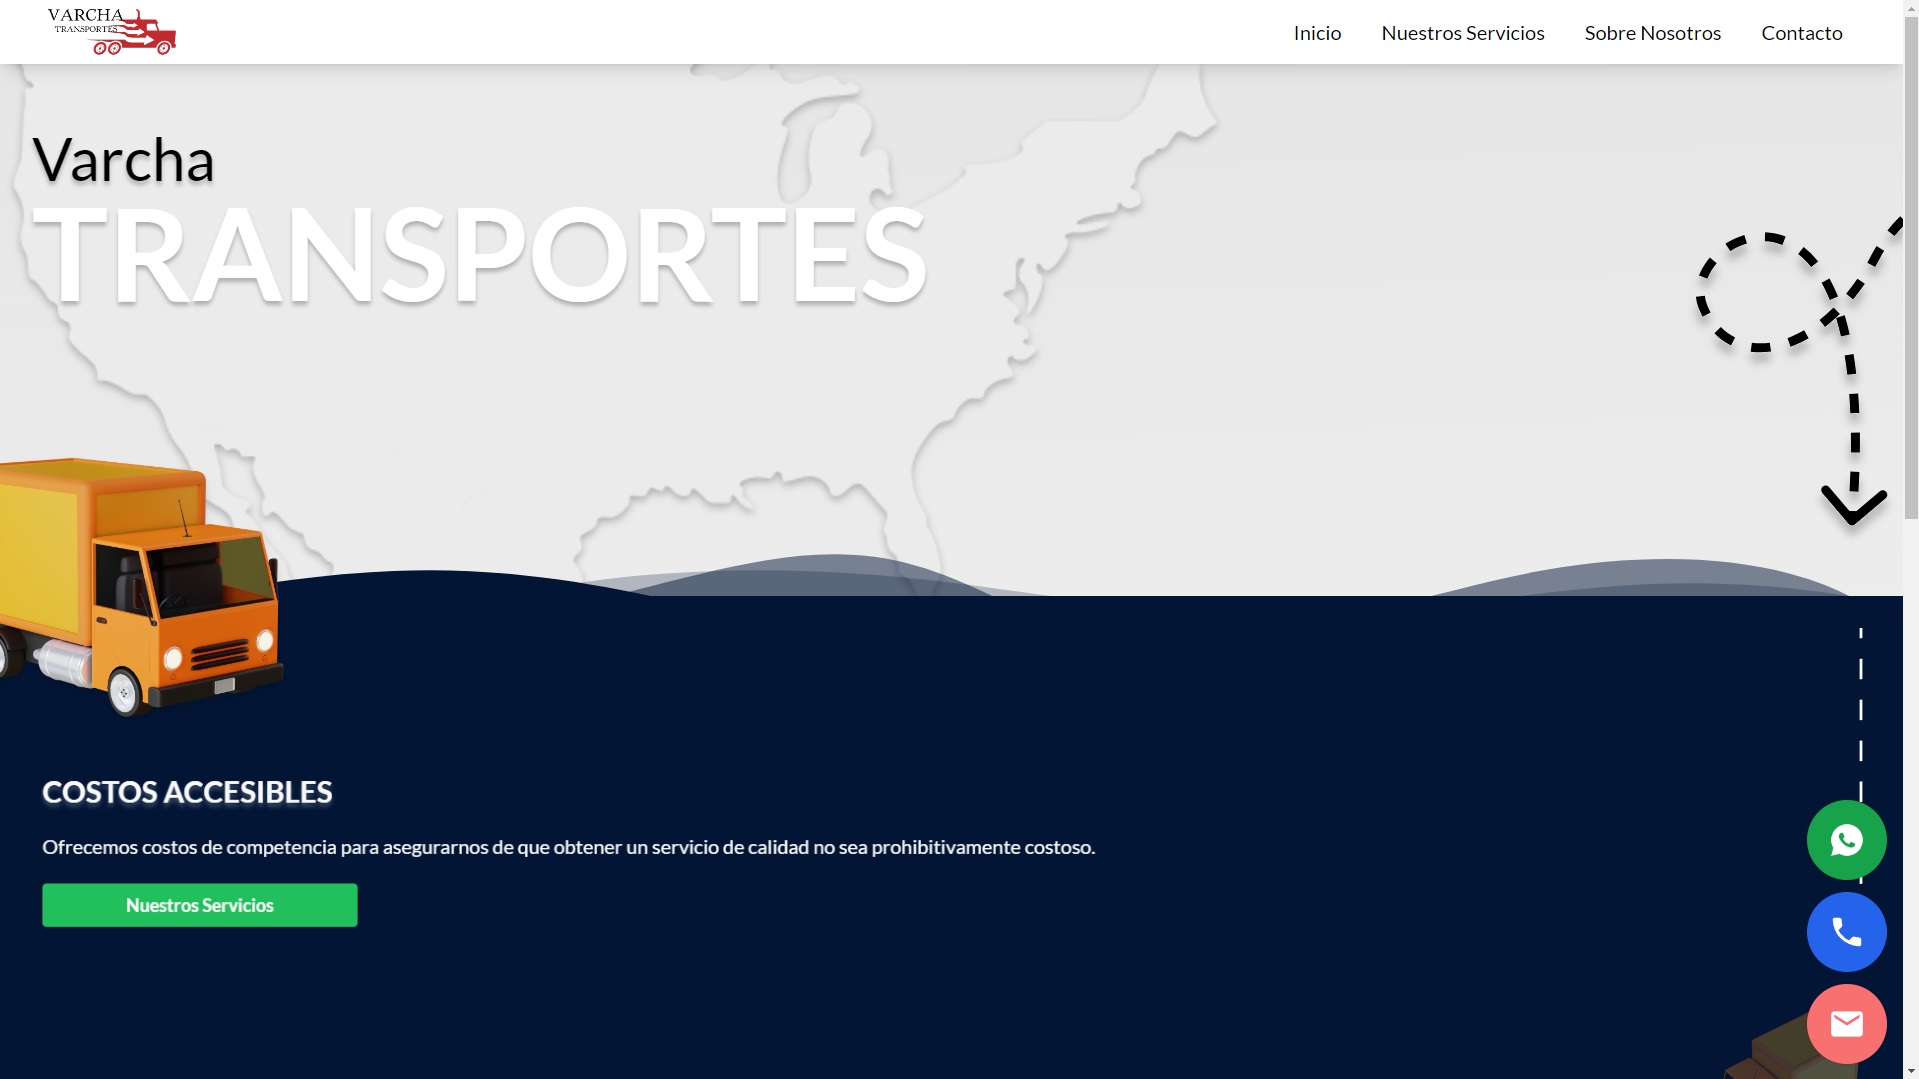 VARCHA
TRANSPORTES
Inicio
Nuestros Servicios
Sobre Nosotros
Contacto
Varcha
TRANSPORTES
COSTOS ACCESIBLES
Ofrecemos costos de competencia para asegurarnos de que obtener un servicio de calidad no sea prohibitivamente costoso.
Nuestros Servicios